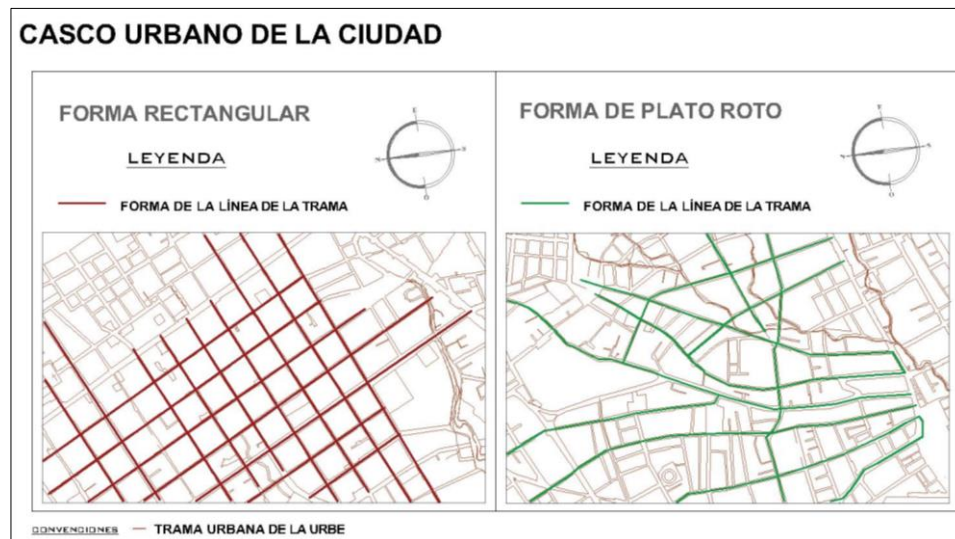 CASCO URBANO DE LA CIUDAD
FORMA RECTANGULAR
LEYENDA
FORMA DE LA LÍNEA DE LA TRAMA
FORMA DE PLATO ROTO
LEYENDA
FORMA DE LA LÍNEA DE LA TRAMA
CONVENCIONES
TRAMA URBANA DE LA URBE